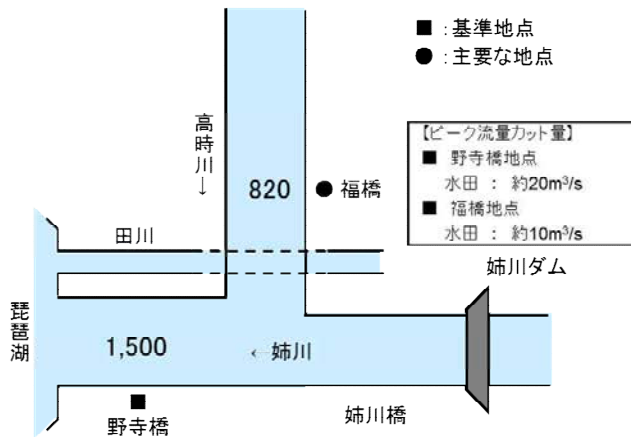 ■ : 基準地点
● : 主要な地点
高時川↓
820
● 福橋
【ピーク流量カット量】
■ 野寺橋地点
水田 : 約20m³/s
■ 福橋地点
水田 : 約10m³/s
田川
姉川ダム
琵琶湖
1,500
←姉川
■
野寺橋
姉川橋